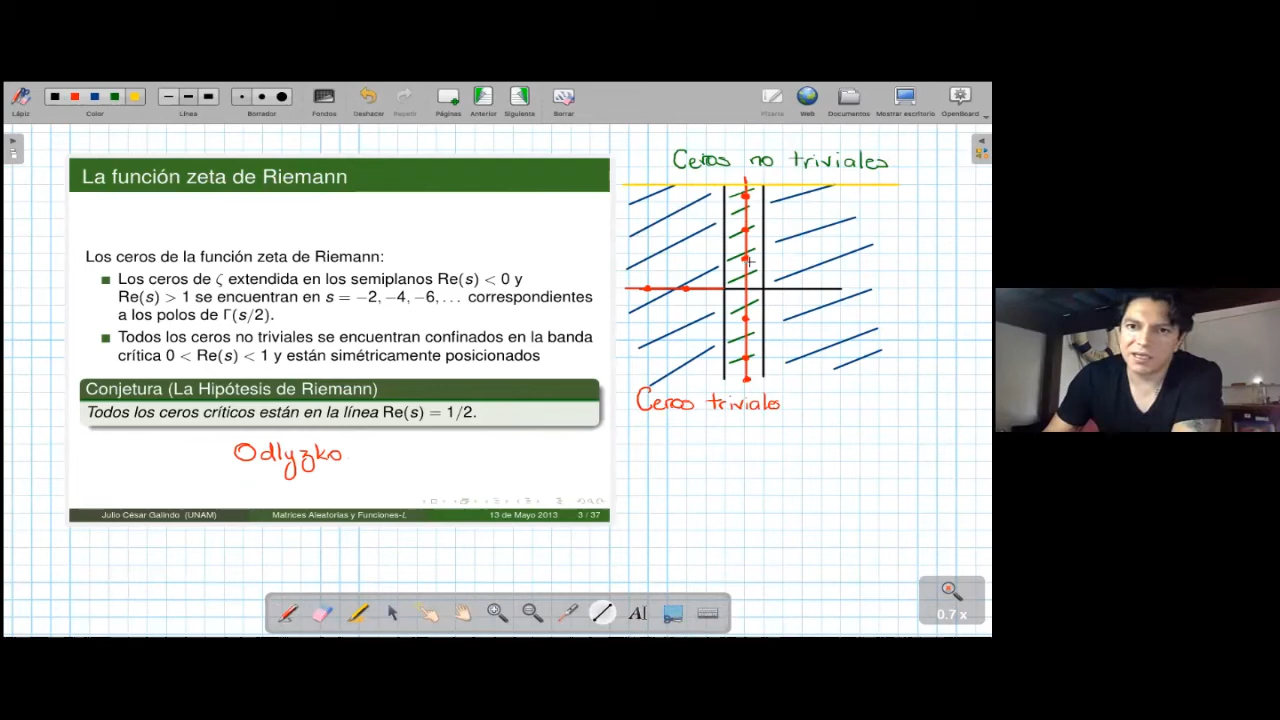 Lápiz
Color
Línea
Borrador
Fondos
Deshacer
Repetir
Páginas
Anterior
Siguiente
Borrar
Pizarra
Web
Documentos
Mostrar escritorio
OpenBoard
La función zeta de Riemann
Los ceros de la función zeta de Riemann:
Los ceros de ζ extendida en los semiplanos Re(s) < 0 y
Re(s) > 1 se encuentran en s = −2, −4, −6, . . . correspondientes
a los polos de Γ(s/2).
Todos los ceros no triviales se encuentran confinados en la banda
crítica 0 < Re(s) < 1 y están simétricamente posicionados
Conjetura (La Hipótesis de Riemann)
Todos los ceros críticos están en la línea Re(s) = 1/2.
Odlyzko
Julio César Galindo (UNAM)
Matrices Aleatorias y Funciones-L
13 de Mayo 2013
3 / 37
Ceros no triviales
Ceros triviales
AI
0.7 x